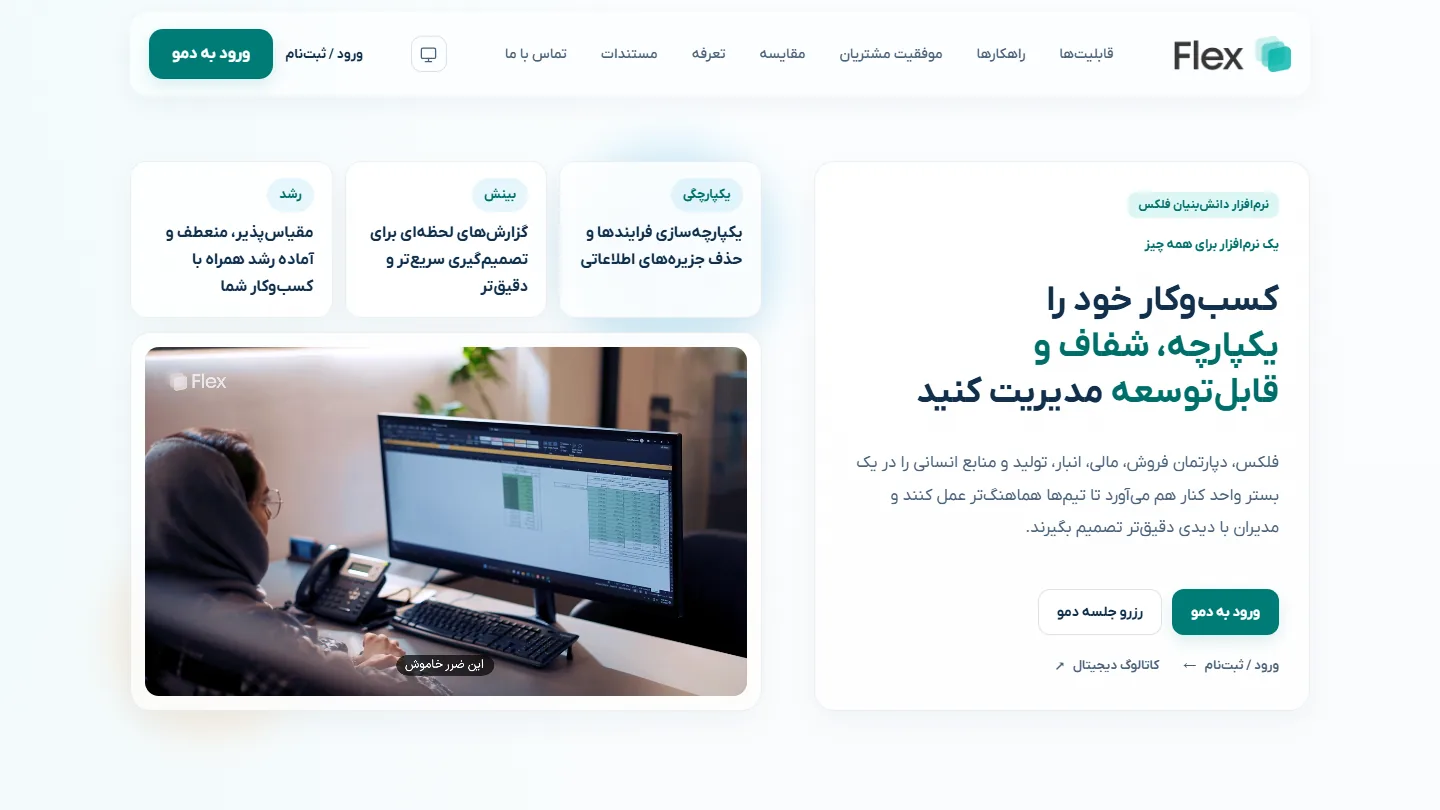 Flex
قابلیت‌ها
راهکارها
موفقیت مشتریان
مقایسه
تعرفه
مستندات
تماس با ما
ورود / ثبت‌نام
ورود به دمو
نرم‌افزار دانش‌بنیان فلکس
یک نرم‌افزار برای همه چیز
کسب‌وکار خود را
یکپارچه، شفاف و
قابل‌توسعه مدیریت کنید
فلکس، دپارتمان فروش، مالی، انبار، تولید و منابع انسانی را در یک
بستر واحد کنار هم می‌آورد تا تیم‌ها هماهنگ‌تر عمل کنند و
مدیران با دیدی دقیق‌تر تصمیم بگیرند.
ورود به دمو
رزرو جلسه دمو
ورود / ثبت‌نام ←
کاتالوگ دیجیتال ↗
یکپارچگی
یکپارچه‌سازی فرایندها و
حذف جزیره‌های اطلاعاتی
بینش
گزارش‌های لحظه‌ای برای
تصمیم‌گیری سریع‌تر و
دقیق‌تر
رشد
مقیاس‌پذیر، منعطف و
آماده رشد همراه با
کسب‌وکار شما
Flex
این ضرر خاموش